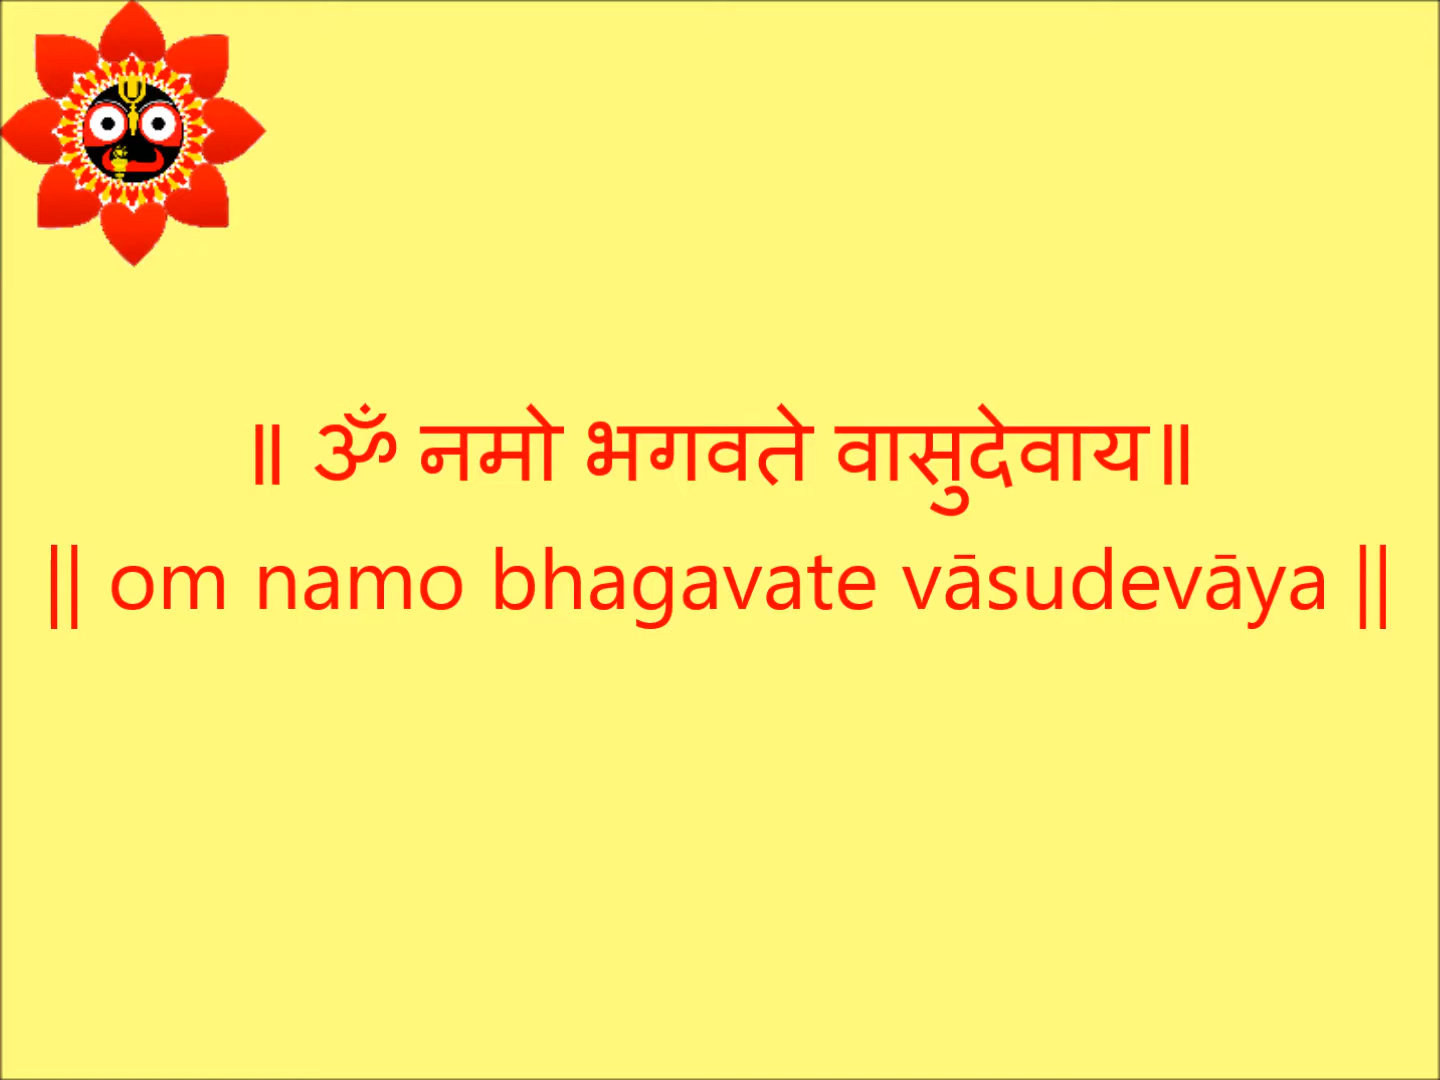 ॥ ॐ नमो भगवते वासुदेवाय॥
|| om namo bhagavate vāsudevāya ||